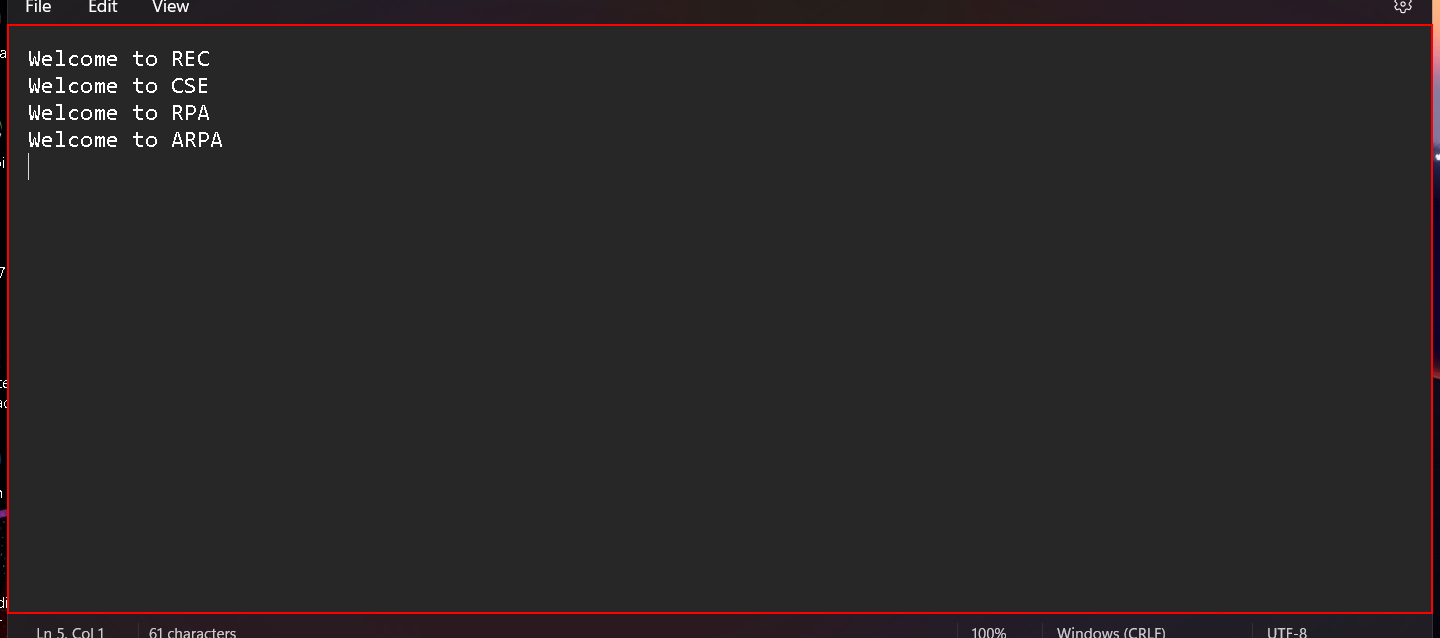 File Edit View
Welcome to REC
Welcome to CSE
Welcome to RPA
Welcome to ARPA
Ln 5, Col 1 61 characters 100% Windows (CRLF) UTF-8